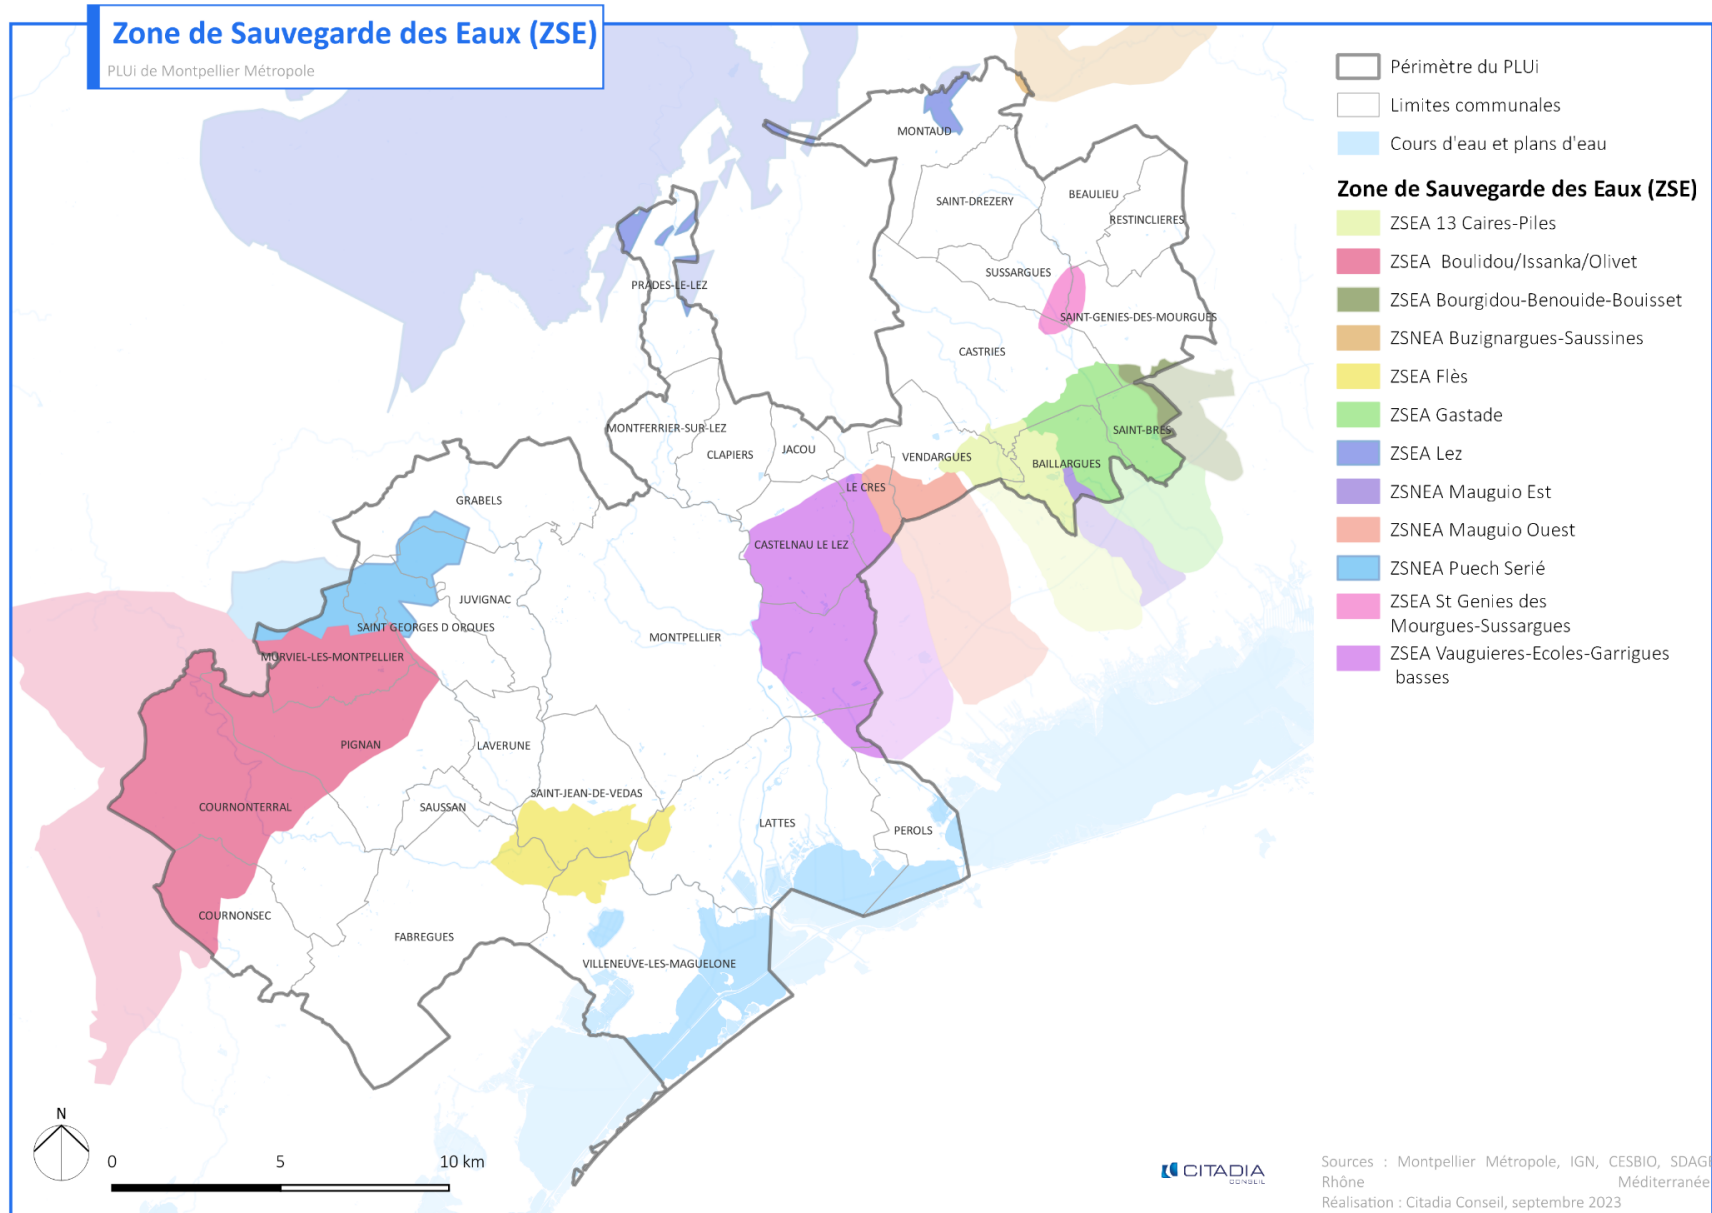 Zone de Sauvegarde des Eaux (ZSE)
PLUi de Montpellier Métropole
Périmètre du PLUi
Limites communales
Cours d'eau et plans d'eau
Zone de Sauvegarde des Eaux (ZSE)
ZSEA 13 Caires-Piles
ZSEA Boulidou/Issanka/Olivet
ZSEA Bourgidou-Benouide-Bouisset
ZSNEA Buzignargues-Saussines
ZSEA Flès
ZSEA Gastade
ZSEA Lez
ZSNEA Mauguio Est
ZSNEA Mauguio Ouest
ZSNEA Puech Serié
ZSEA St Genies des
Mourgues-Sussargues
ZSEA Vauguieres-Ecoles-Garrigues
basses
MONTAUD
SAINT-DREZERY
BEAULIEU
RESTINCLIERES
SUSSARGUES
PRADES-LE-LEZ
SAINT-GENIES-DES-MOURGUES
CASTRIES
MONTFERRIER-SUR-LEZ
CLAPIERS
JACOU
VENDARGUES
SAINT-BRES
BAILLARGUES
LE CRES
GRABELS
CASTELNAU LE LEZ
JUVIGNAC
SAINT GEORGES D ORQUES
MONTPELLIER
MURVIEL-LES-MONTPELLIER
PIGNAN
LAVERUNE
COURNONTERRAL
SAUSSAN
SAINT-JEAN-DE-VEDAS
LATTES
PEROLS
COURNONSEC
FABREGUES
VILLENEUVE-LES-MAGUELONE
N
0 5 10 km
CITADIA
CONSEIL
Sources : Montpellier Métropole, IGN, CESBIO, SDAGE
Rhône Méditerranée
Réalisation : Citadia Conseil, septembre 2023